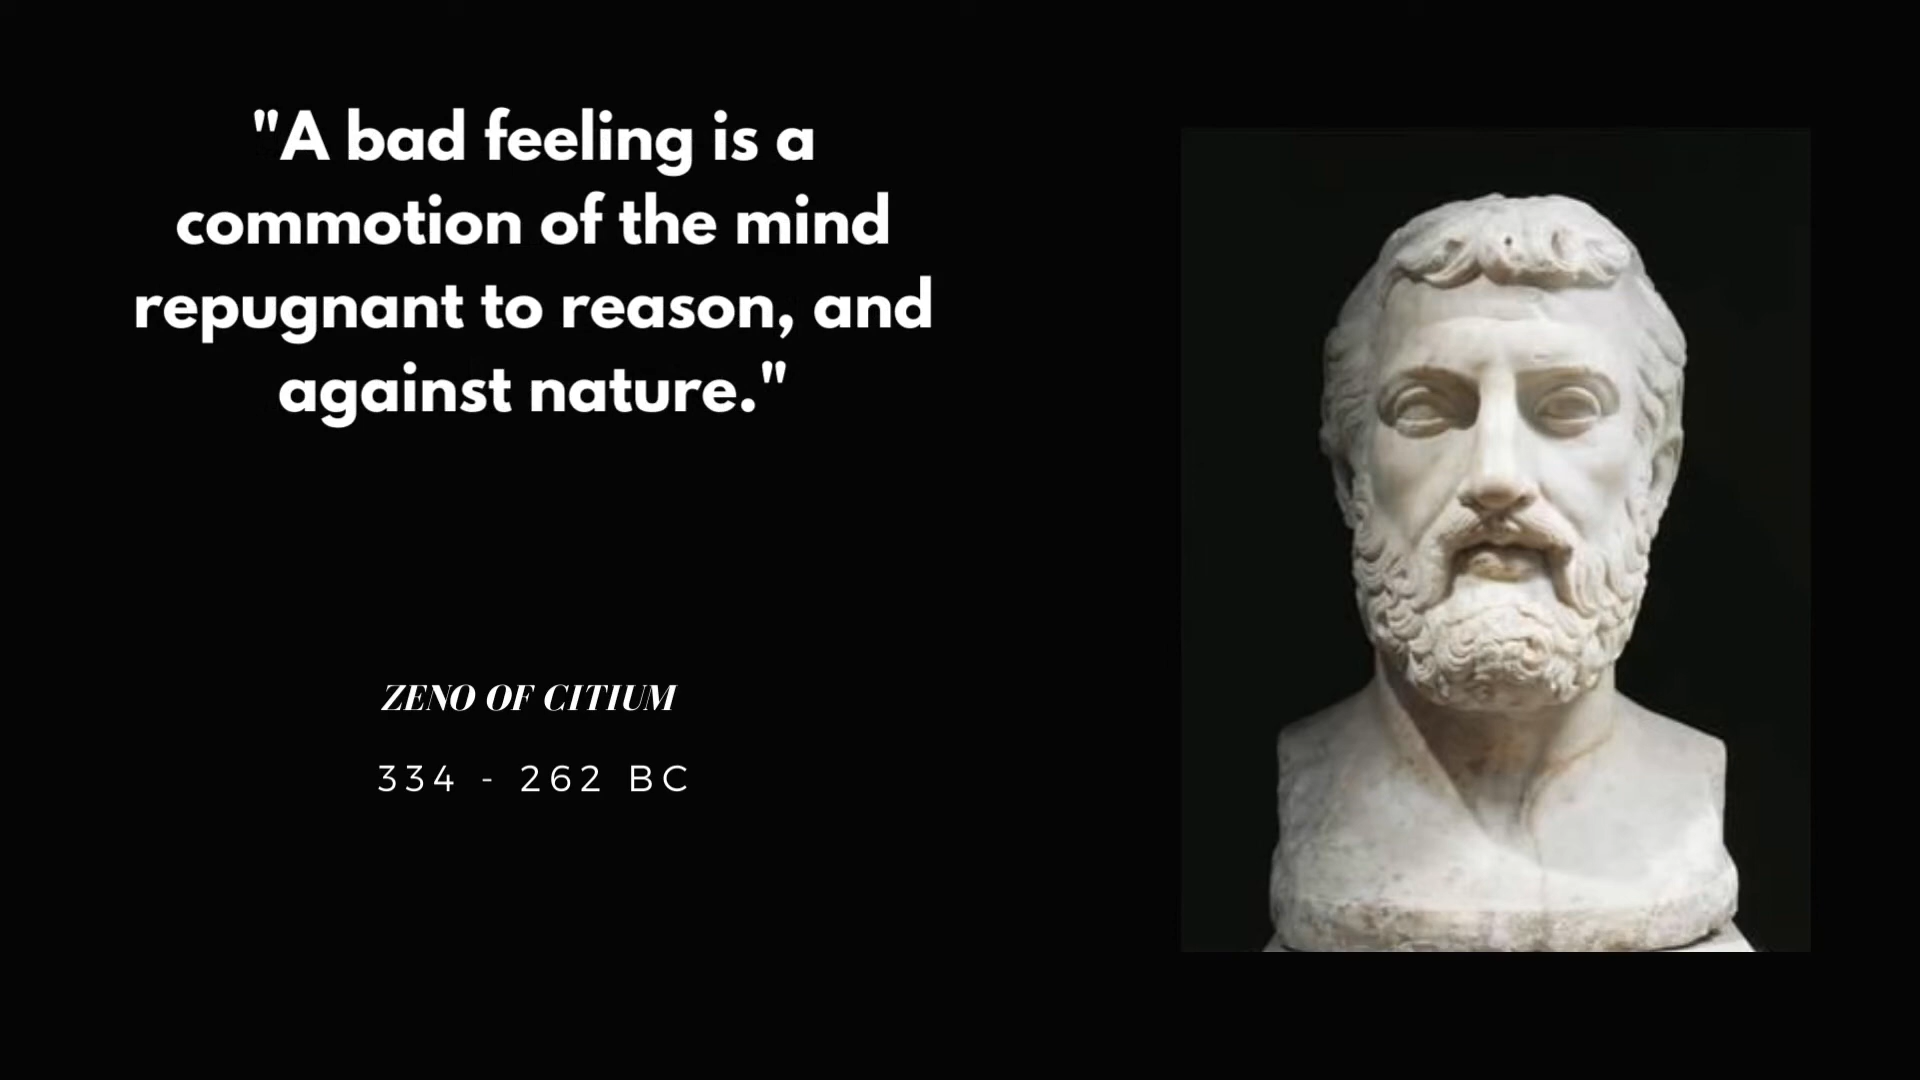 "A bad feeling is a
commotion of the mind
repugnant to reason, and
against nature."
ZENO OF CITIUM
334 - 262 BC